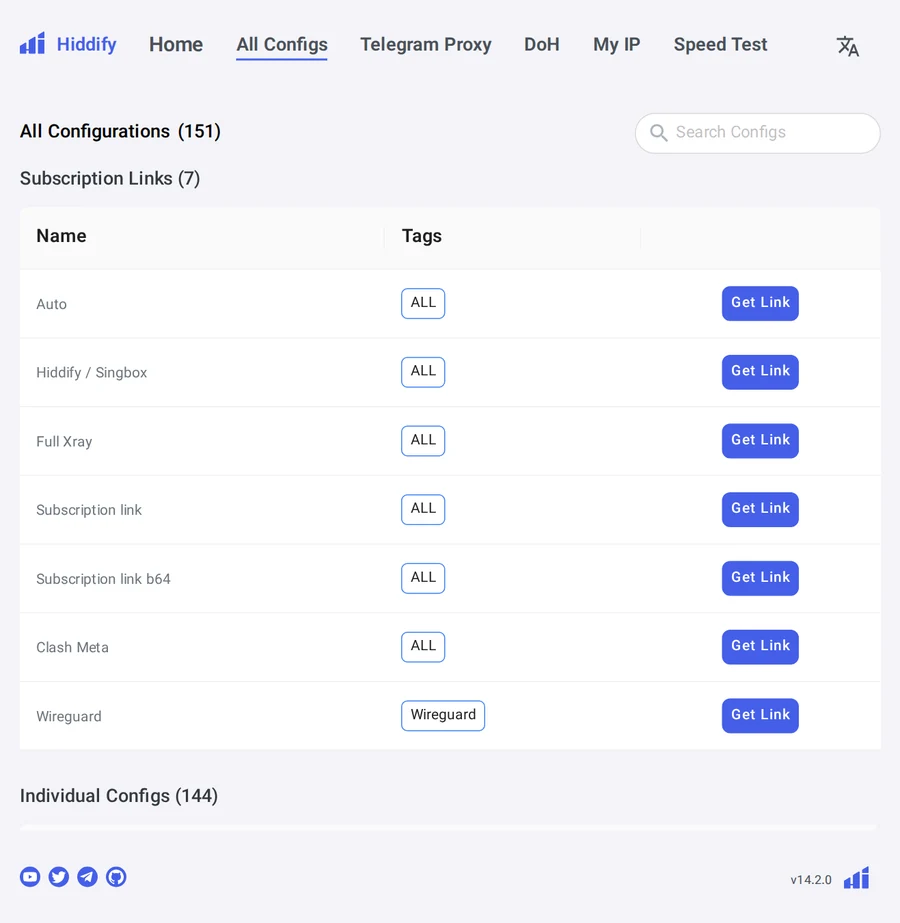 Hiddify Home All Configs Telegram Proxy DoH My IP Speed Test
All Configurations (151) Search Configs
Subscription Links (7)
Name Tags
Auto ALL Get Link
Hiddify / Singbox ALL Get Link
Full Xray ALL Get Link
Subscription link ALL Get Link
Subscription link b64 ALL Get Link
Clash Meta ALL Get Link
Wireguard Wireguard Get Link
Individual Configs (144)
v14.2.0